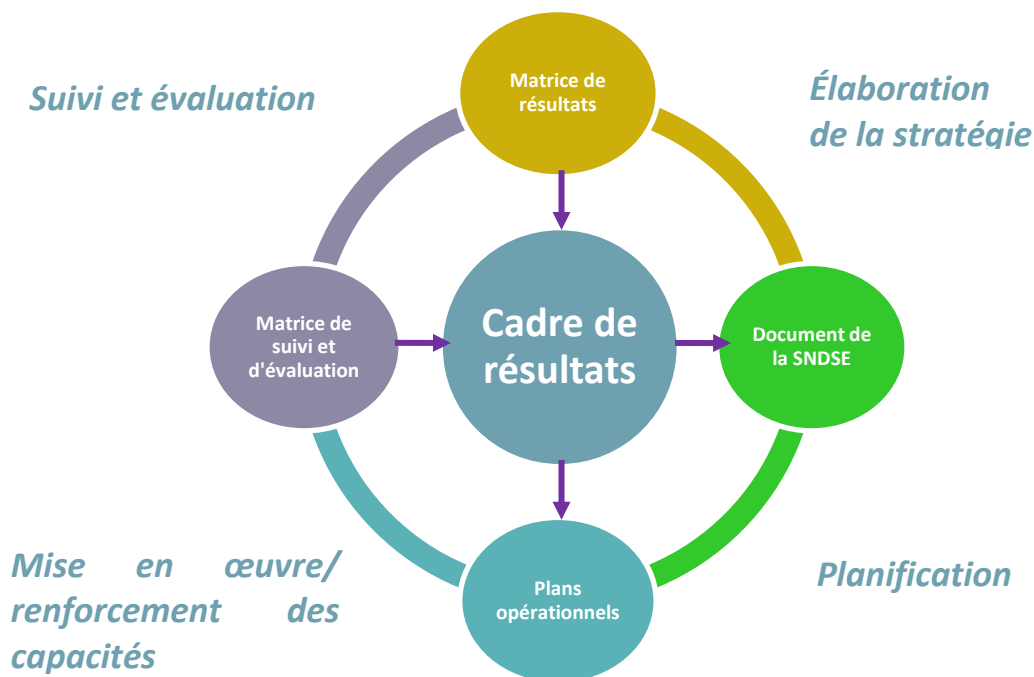 Matrice de
résultats
Suivi et évaluation
Élaboration
de la stratégie
Cadre de
résultats
Matrice de
suivi et
d'évaluation
Document de
la SNDSE
Mise en œuvre/
renforcement des
capacités
Plans
opérationnels
Planification